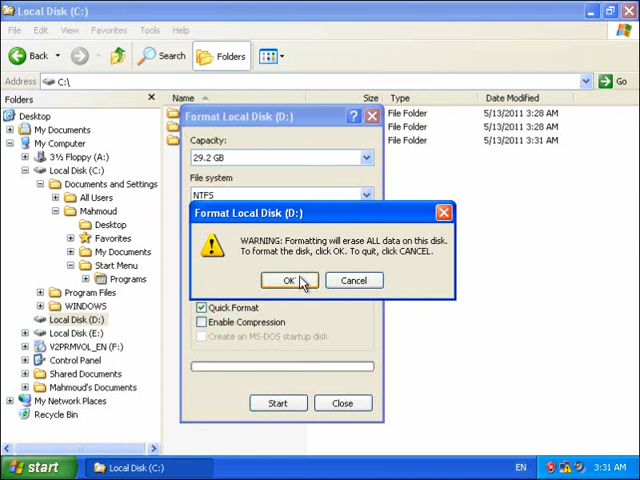 Local Disk (C:)
File Edit View Favorites Tools Help
Back Search Folders
Address C:\ Go
Folders
Name Size Type Date Modified
Desktop
My Documents
My Computer
3½ Floppy (A:)
Local Disk (C:)
Documents and Settings
All Users
Mahmoud
Desktop
Favorites
My Documents
Start Menu
Programs
Program Files
WINDOWS
Local Disk (D:)
Local Disk (E:)
V2PRMVOL_EN (F:)
Control Panel
Shared Documents
Mahmoud's Documents
My Network Places
Recycle Bin
File Folder 5/13/2011 3:28 AM
File Folder 5/13/2011 3:28 AM
File Folder 5/13/2011 3:31 AM
Format Local Disk (D:)
Capacity:
29.2 GB
File system
NTFS
Format Local Disk (D:)
WARNING: Formatting will erase ALL data on this disk.
To format the disk, click OK. To quit, click CANCEL.
OK Cancel
Quick Format
Enable Compression
Create an MS-DOS startup disk
Start Close
start Local Disk (C:) EN 3:31 AM